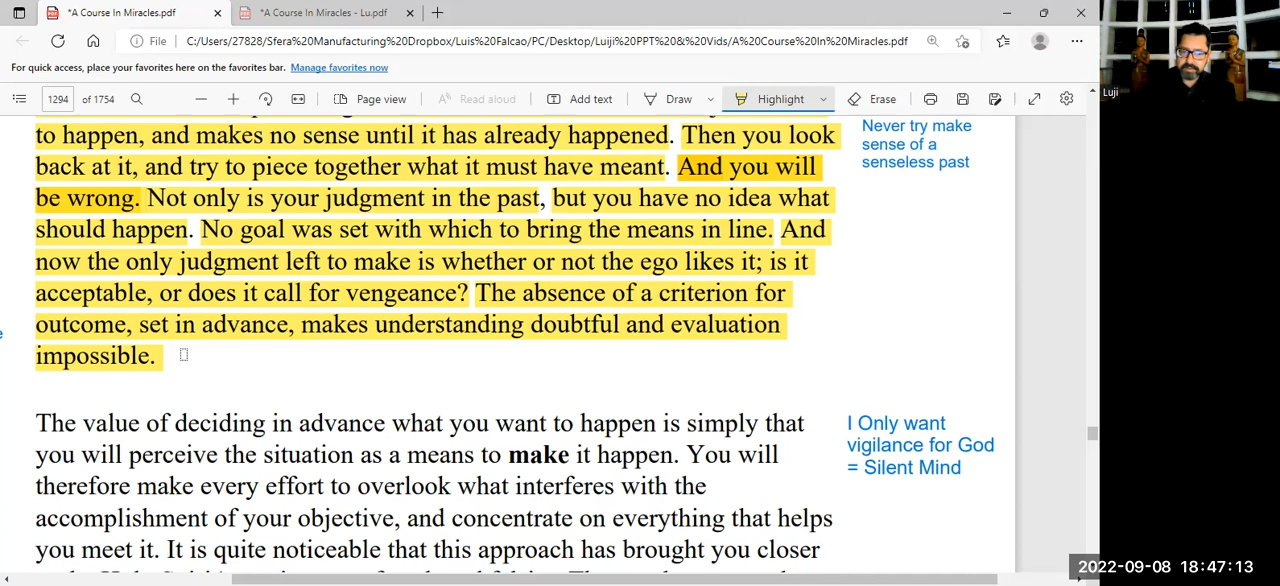 *A Course In Miracles.pdf
*A Course In Miracles - Lu.pdf
File
C:/Users/27828/Sfera%20Manufacturing%20Dropbox/Luis%20Falcao/PC/Desktop/Luiji%20PPT%20&%20Vids/A%20Course%20In%20Miracles.pdf
For quick access, place your favorites here on the favorites bar. Manage favorites now
1294 of 1754
Page view
Read aloud
Add text
Draw
Highlight
Erase
to happen, and makes no sense until it has already happened. Then you look
back at it, and try to piece together what it must have meant. And you will
be wrong. Not only is your judgment in the past, but you have no idea what
should happen. No goal was set with which to bring the means in line. And
now the only judgment left to make is whether or not the ego likes it; is it
acceptable, or does it call for vengeance? The absence of a criterion for
outcome, set in advance, makes understanding doubtful and evaluation
impossible.
Never try make
sense of a
senseless past
The value of deciding in advance what you want to happen is simply that
you will perceive the situation as a means to make it happen. You will
therefore make every effort to overlook what interferes with the
accomplishment of your objective, and concentrate on everything that helps
you meet it. It is quite noticeable that this approach has brought you closer
I Only want
vigilance for God
= Silent Mind
Luji
2022-09-08 18:47:13